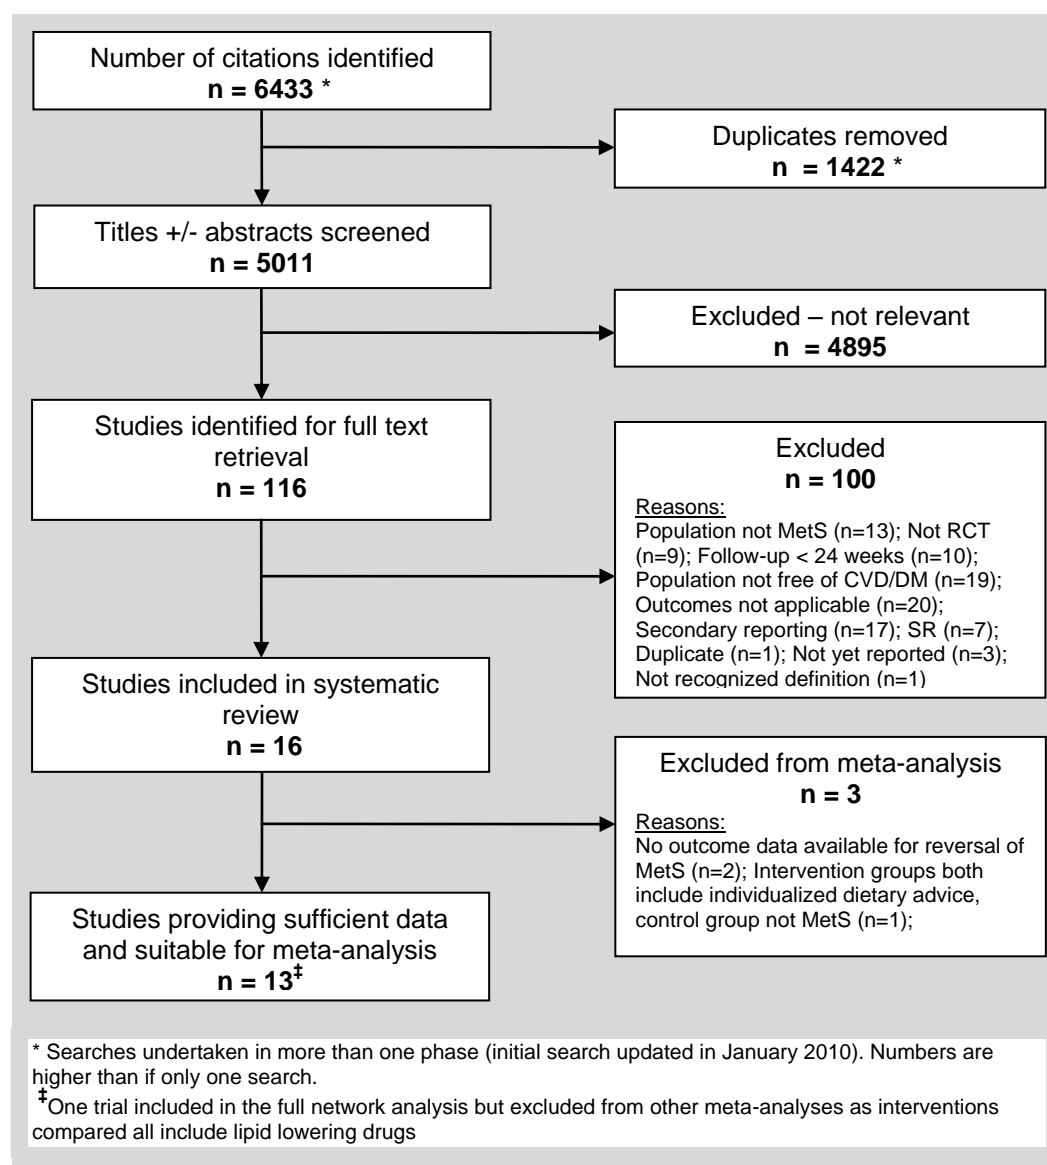 Number of citations identified
n = 6433 *
Duplicates removed
n = 1422 *
Titles +/- abstracts screened
n = 5011
Excluded – not relevant
n = 4895
Studies identified for full text
retrieval
n = 116
Excluded
n = 100
Reasons:
Population not MetS (n=13); Not RCT
(n=9); Follow-up < 24 weeks (n=10);
Population not free of CVD/DM (n=19);
Outcomes not applicable (n=20);
Secondary reporting (n=17); SR (n=7);
Duplicate (n=1); Not yet reported (n=3);
Not recognized definition (n=1)
Studies included in systematic
review
n = 16
Excluded from meta-analysis
n = 3
Reasons:
No outcome data available for reversal of
MetS (n=2); Intervention groups both
include individualized dietary advice,
control group not MetS (n=1);
Studies providing sufficient data
and suitable for meta-analysis
n = 13‡
* Searches undertaken in more than one phase (initial search updated in January 2010). Numbers are
higher than if only one search.
‡One trial included in the full network analysis but excluded from other meta-analyses as interventions
compared all include lipid lowering drugs